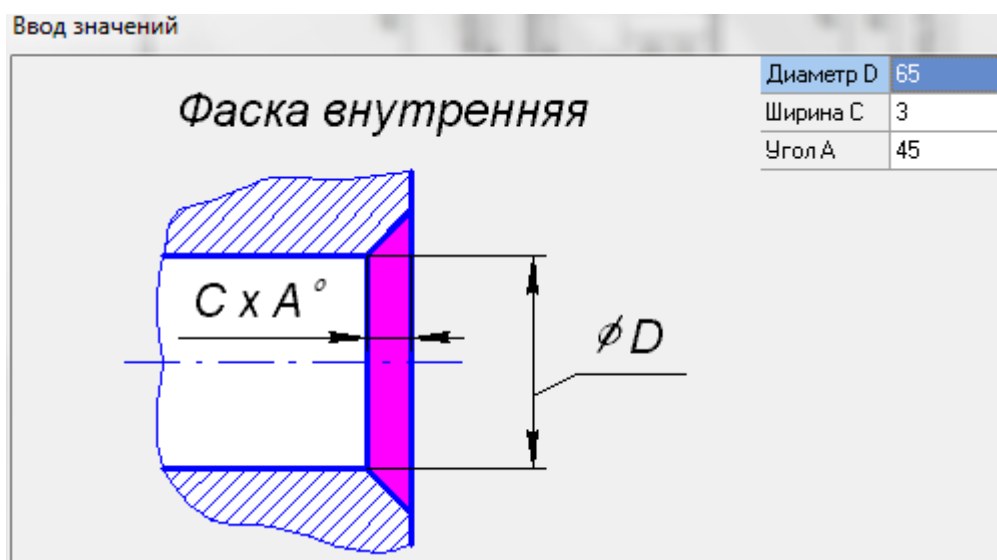 Ввод значений
Фаска внутренняя
Диаметр D 65
Ширина C 3
Угол A 45
C x A°
φ D